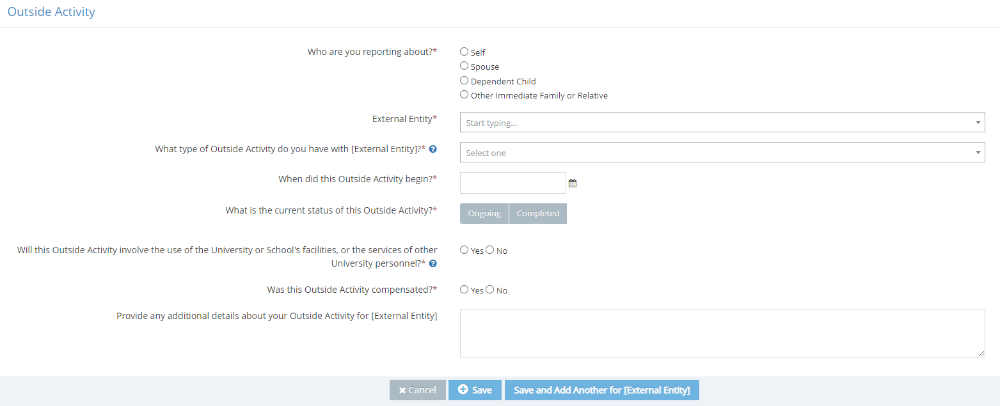 Outside Activity
Who are you reporting about?*
Self
Spouse
Dependent Child
Other Immediate Family or Relative
External Entity*
Start typing...
What type of Outside Activity do you have with [External Entity]?* ?
Select one
When did this Outside Activity begin?*
What is the current status of this Outside Activity?*
Ongoing Completed
Will this Outside Activity involve the use of the University or School's facilities, or the services of other
University personnel?* ?
Yes No
Was this Outside Activity compensated?*
Yes No
Provide any additional details about your Outside Activity for [External Entity]
Cancel Save Save and Add Another for [External Entity]